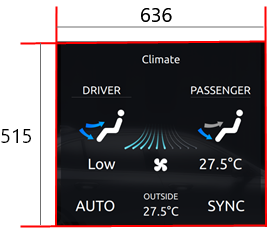 636
515
Climate
DRIVER PASSENGER
Low 27.5°C
AUTO OUTSIDE 27.5°C SYNC